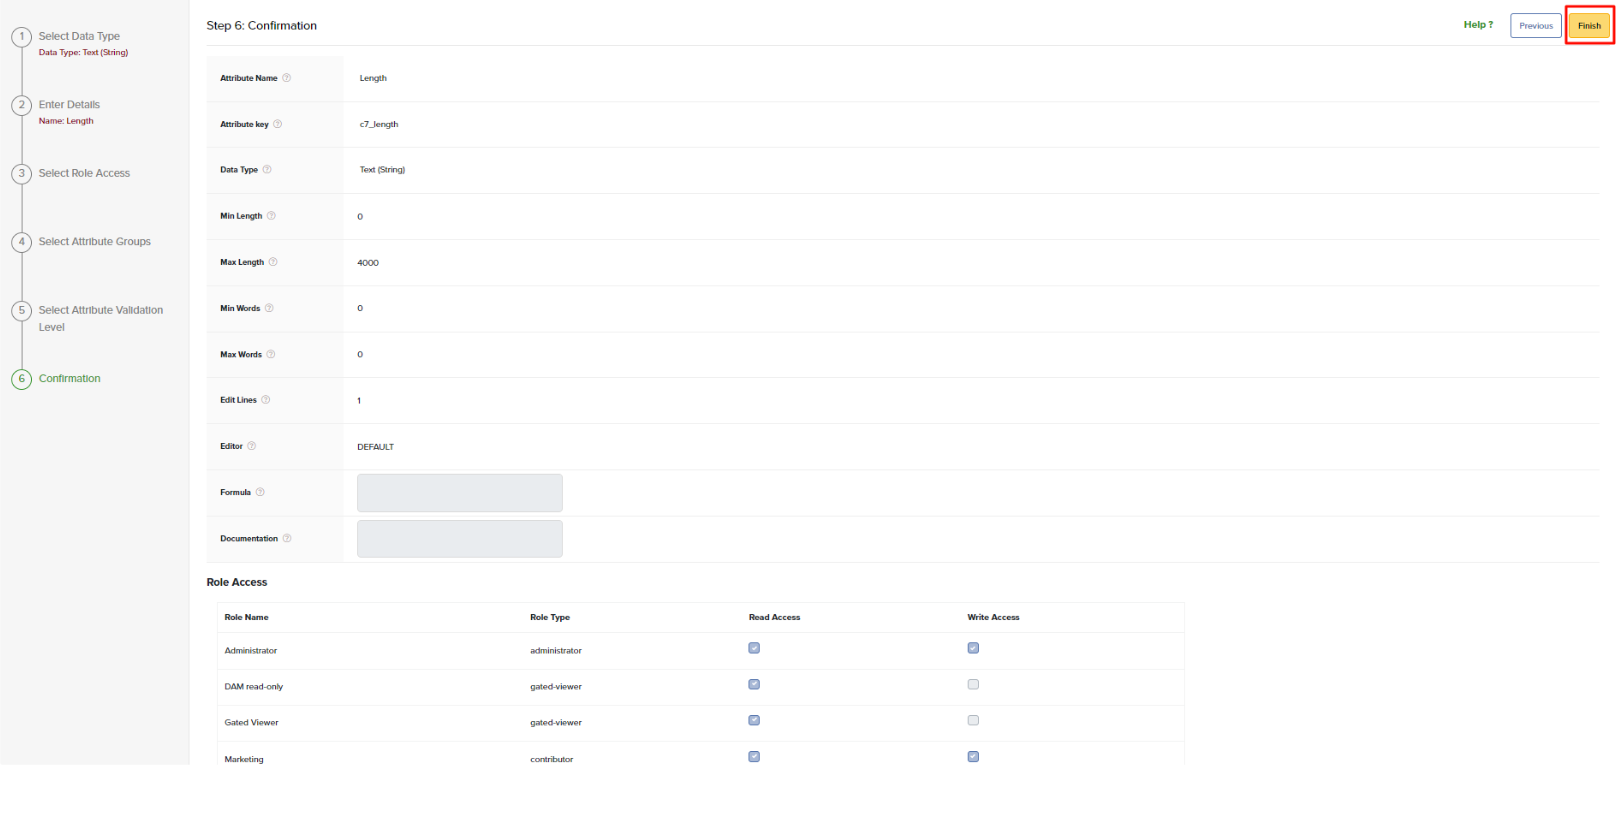 1 Select Data Type
Data Type: Text (String)
2 Enter Details
Name: Length
3 Select Role Access
4 Select Attribute Groups
5 Select Attribute Validation
Level
6 Confirmation
Step 6: Confirmation
Help ?
Previous
Finish
Attribute Name ? Length
Attribute key ? c7_length
Data Type ? Text (String)
Min Length ? 0
Max Length ? 4000
Min Words ? 0
Max Words ? 0
Edit Lines ? 1
Editor ? DEFAULT
Formula ?
Documentation ?
Role Access
Role Name Role Type Read Access Write Access
Administrator administrator
DAM read-only gated-viewer
Gated Viewer gated-viewer
Marketing contributor